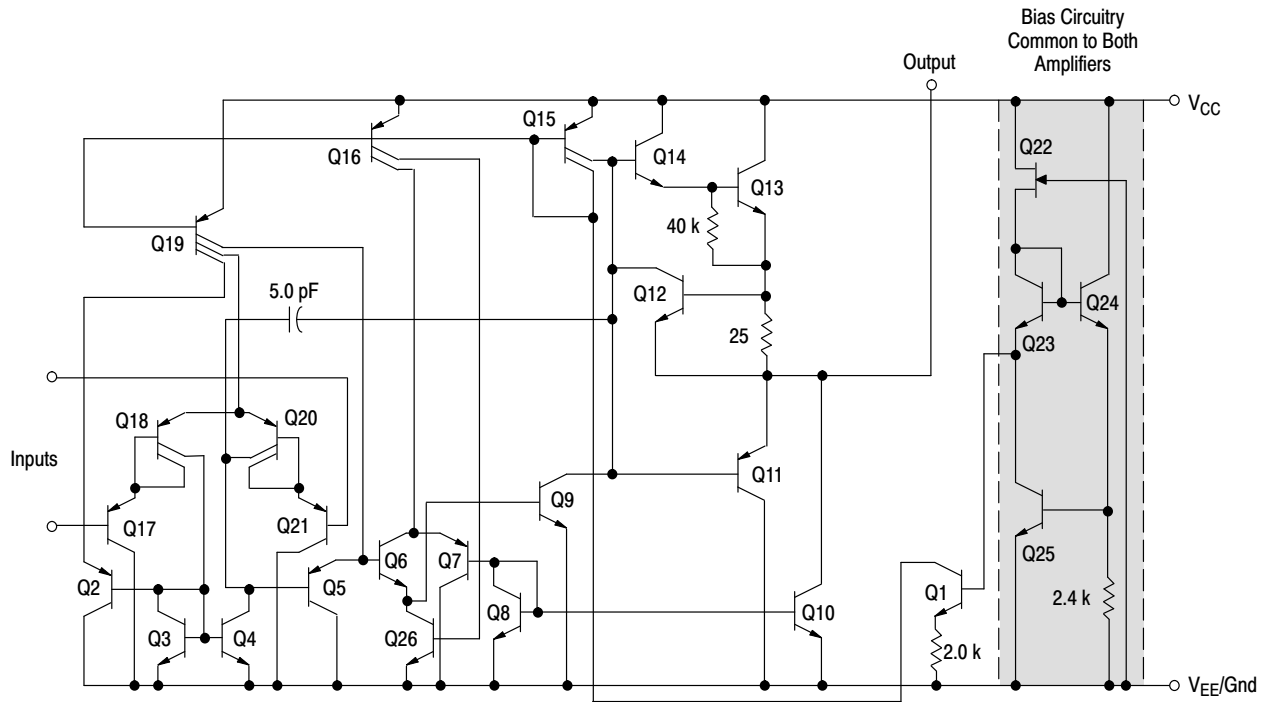 Bias Circuitry
Common to Both
Amplifiers
Output
VCC
Q15
Q22
Q16
Q14
Q13
Q19
40 k
5.0 pF
Q12
Q24
Q23
25
Q18
Q20
Inputs
Q11
Q9
Q17
Q21
Q25
Q2
Q5
Q6
Q7
Q1
2.4 k
Q3
Q4
Q26
Q8
Q10
2.0 k
VEE/Gnd